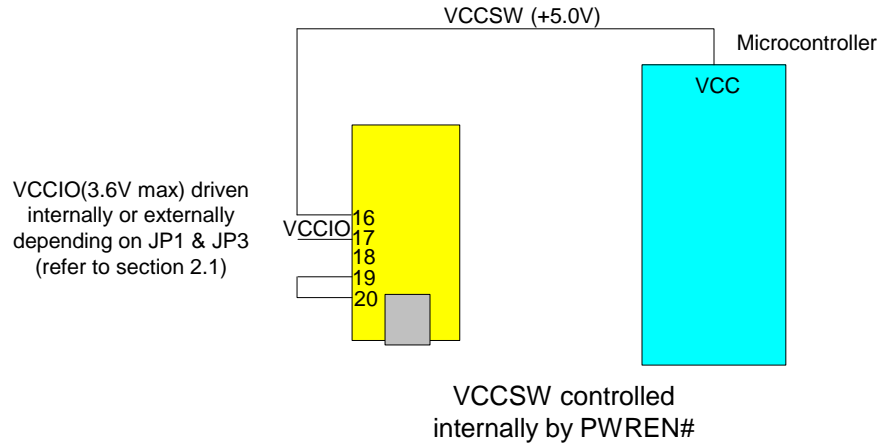 VCCSW (+5.0V)
Microcontroller
VCC
VCCIO(3.6V max) driven
internally or externally
depending on JP1 & JP3
(refer to section 2.1)
VCCIO
16
17
18
19
20
VCCSW controlled
internally by PWREN#